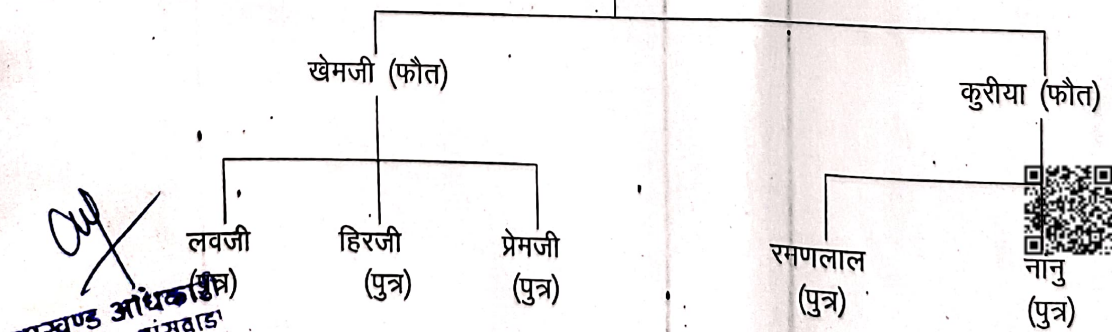 खेमजी (फौत)
कुरीया (फौत)
लवजी
(पुत्र)
हिरजी
(पुत्र)
प्रेमजी
(पुत्र)
रमणलाल
(पुत्र)
नानु
(पुत्र)